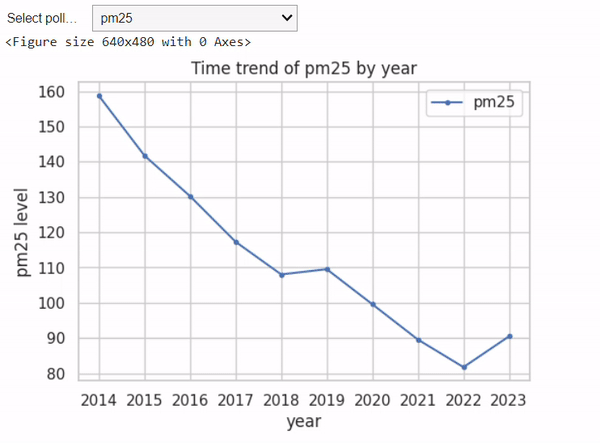 Select poll... pm25
<Figure size 640x480 with 0 Axes>
Time trend of pm25 by year
pm25
160
150
140
130
120
110
100
90
80
pm25 level
2014 2015 2016 2017 2018 2019 2020 2021 2022 2023
year